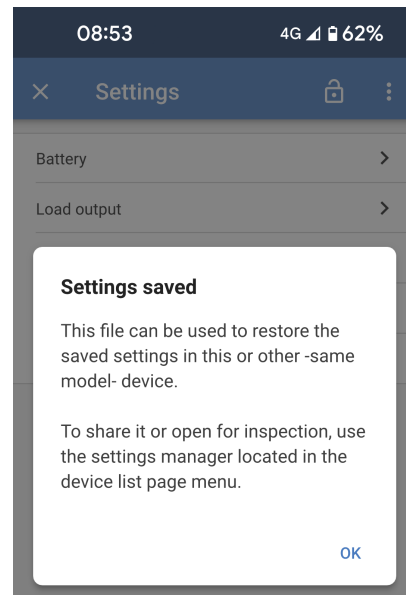 08:53 4G 62%
Settings
Battery
Load output
Settings saved
This file can be used to restore the
saved settings in this or other -same
model- device.
To share it or open for inspection, use
the settings manager located in the
device list page menu.
OK